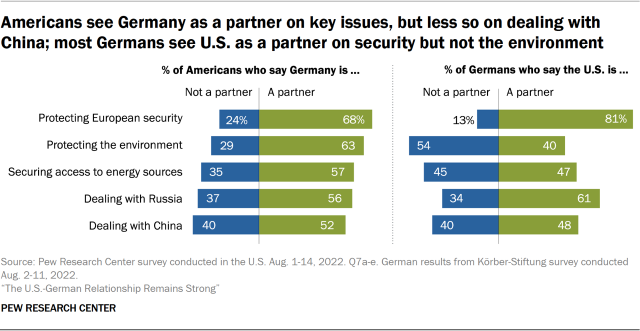 Americans see Germany as a partner on key issues, but less so on dealing with
China; most Germans see U.S. as a partner on security but not the environment
% of Americans who say Germany is ... % of Germans who say the U.S. is ...
Not a partner A partner Not a partner A partner
Protecting European security 24% 68% 13% 81%
Protecting the environment 29 63 54 40
Securing access to energy sources 35 57 45 47
Dealing with Russia 37 56 34 61
Dealing with China 40 52 40 48
Source: Pew Research Center survey conducted in the U.S. Aug. 1-14, 2022. Q7a-e. German results from Körber-Stiftung survey conducted
Aug. 2-11, 2022.
“The U.S.-German Relationship Remains Strong”
PEW RESEARCH CENTER